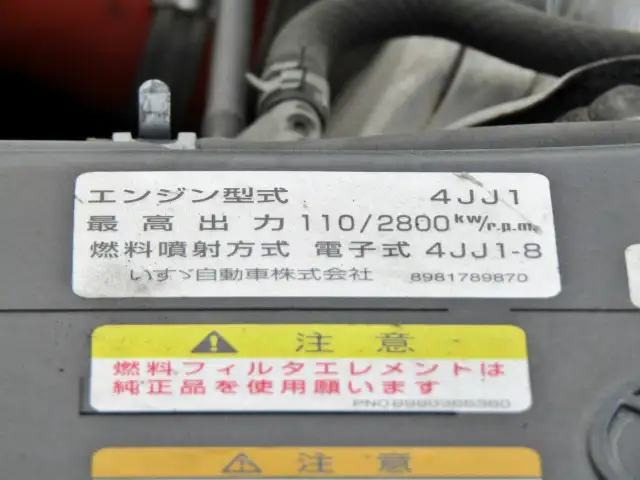 エンジン型式 4JJ1
最高出力 110/2800 kw/r.p.m.
燃料噴射方式 電子式 4JJ1-8
いすゞ自動車株式会社 8981789870
⚠ 注意
燃料フィルタエレメントは
純正品を使用願います
PNO 8980365360
⚠ 注意